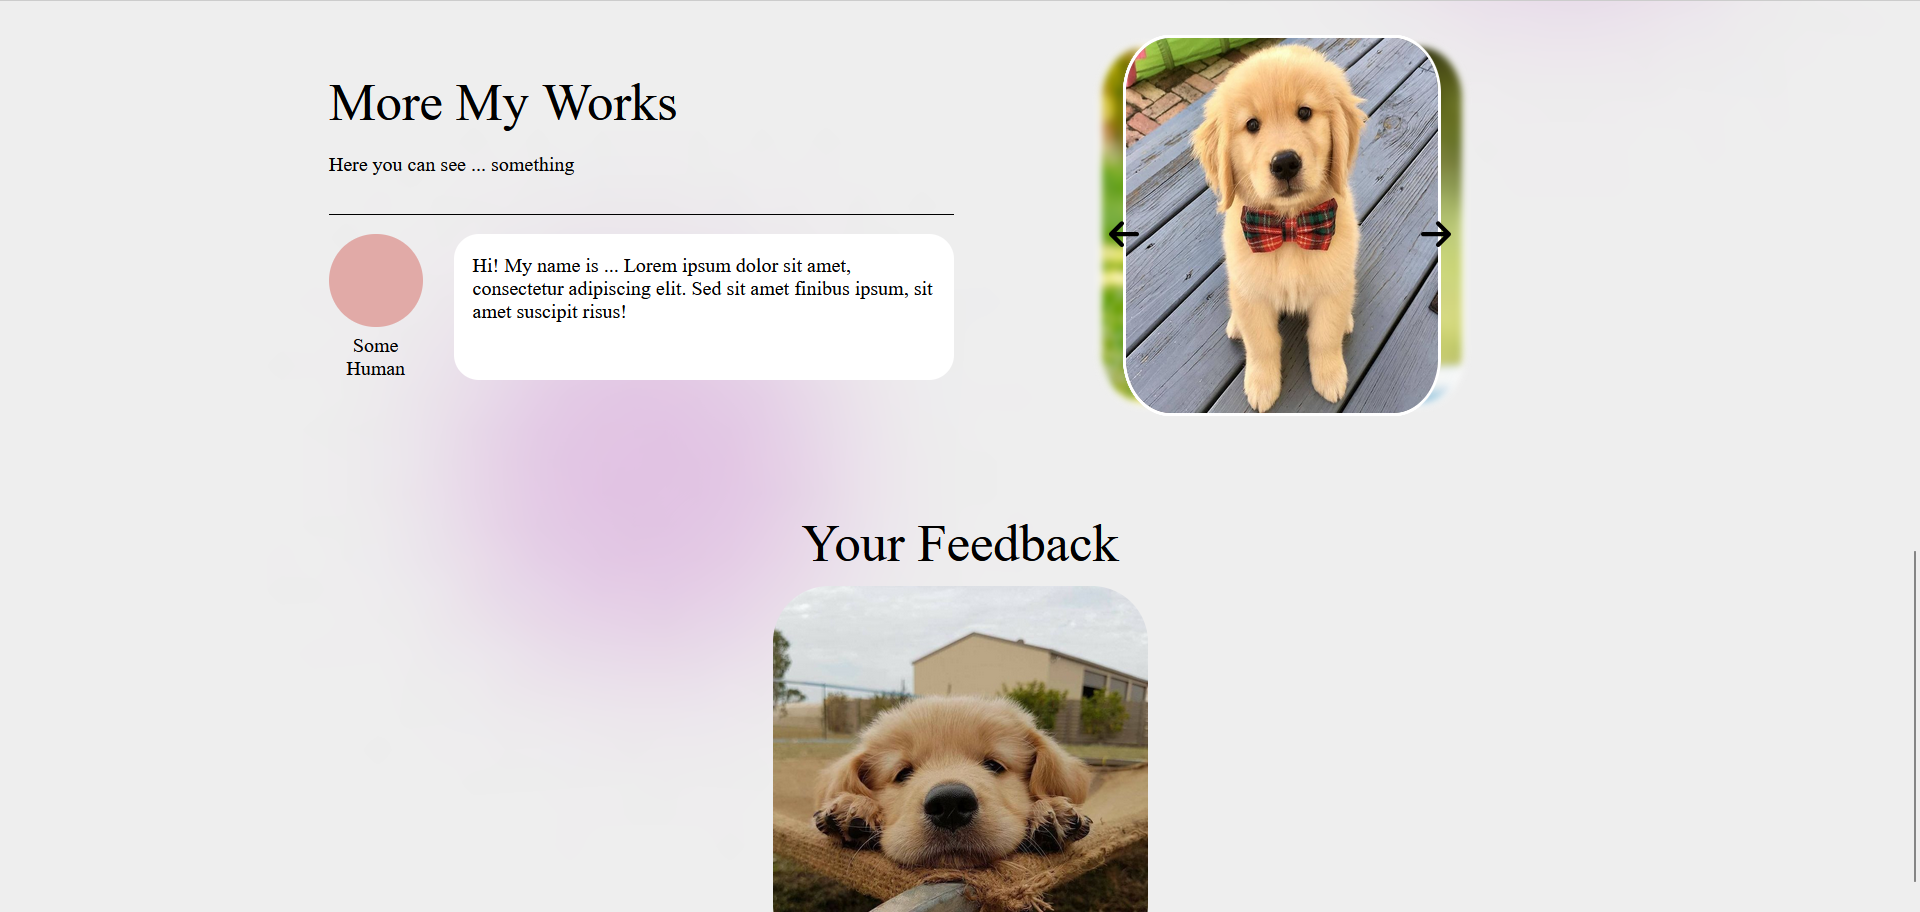 More My Works
Here you can see ... something
Some
Human
Hi! My name is ... Lorem ipsum dolor sit amet,
consectetur adipiscing elit. Sed sit amet finibus ipsum, sit
amet suscipit risus!
Your Feedback